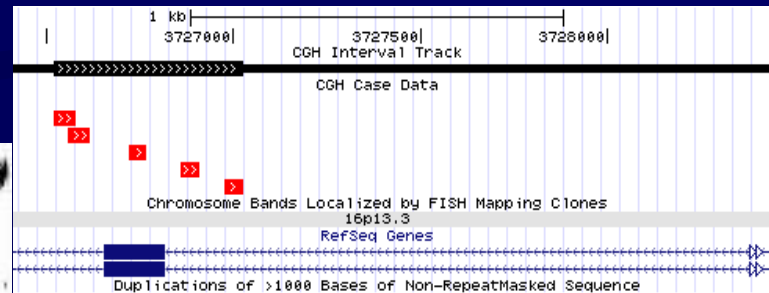 1 kb
3727000| 3727500| 3728000|
CGH Interval Track
CGH Case Data
Chromosome Bands Localized by FISH Mapping Clones
16p13.3
RefSeq Genes
Duplications of >1000 Bases of Non-RepeatMasked Sequence